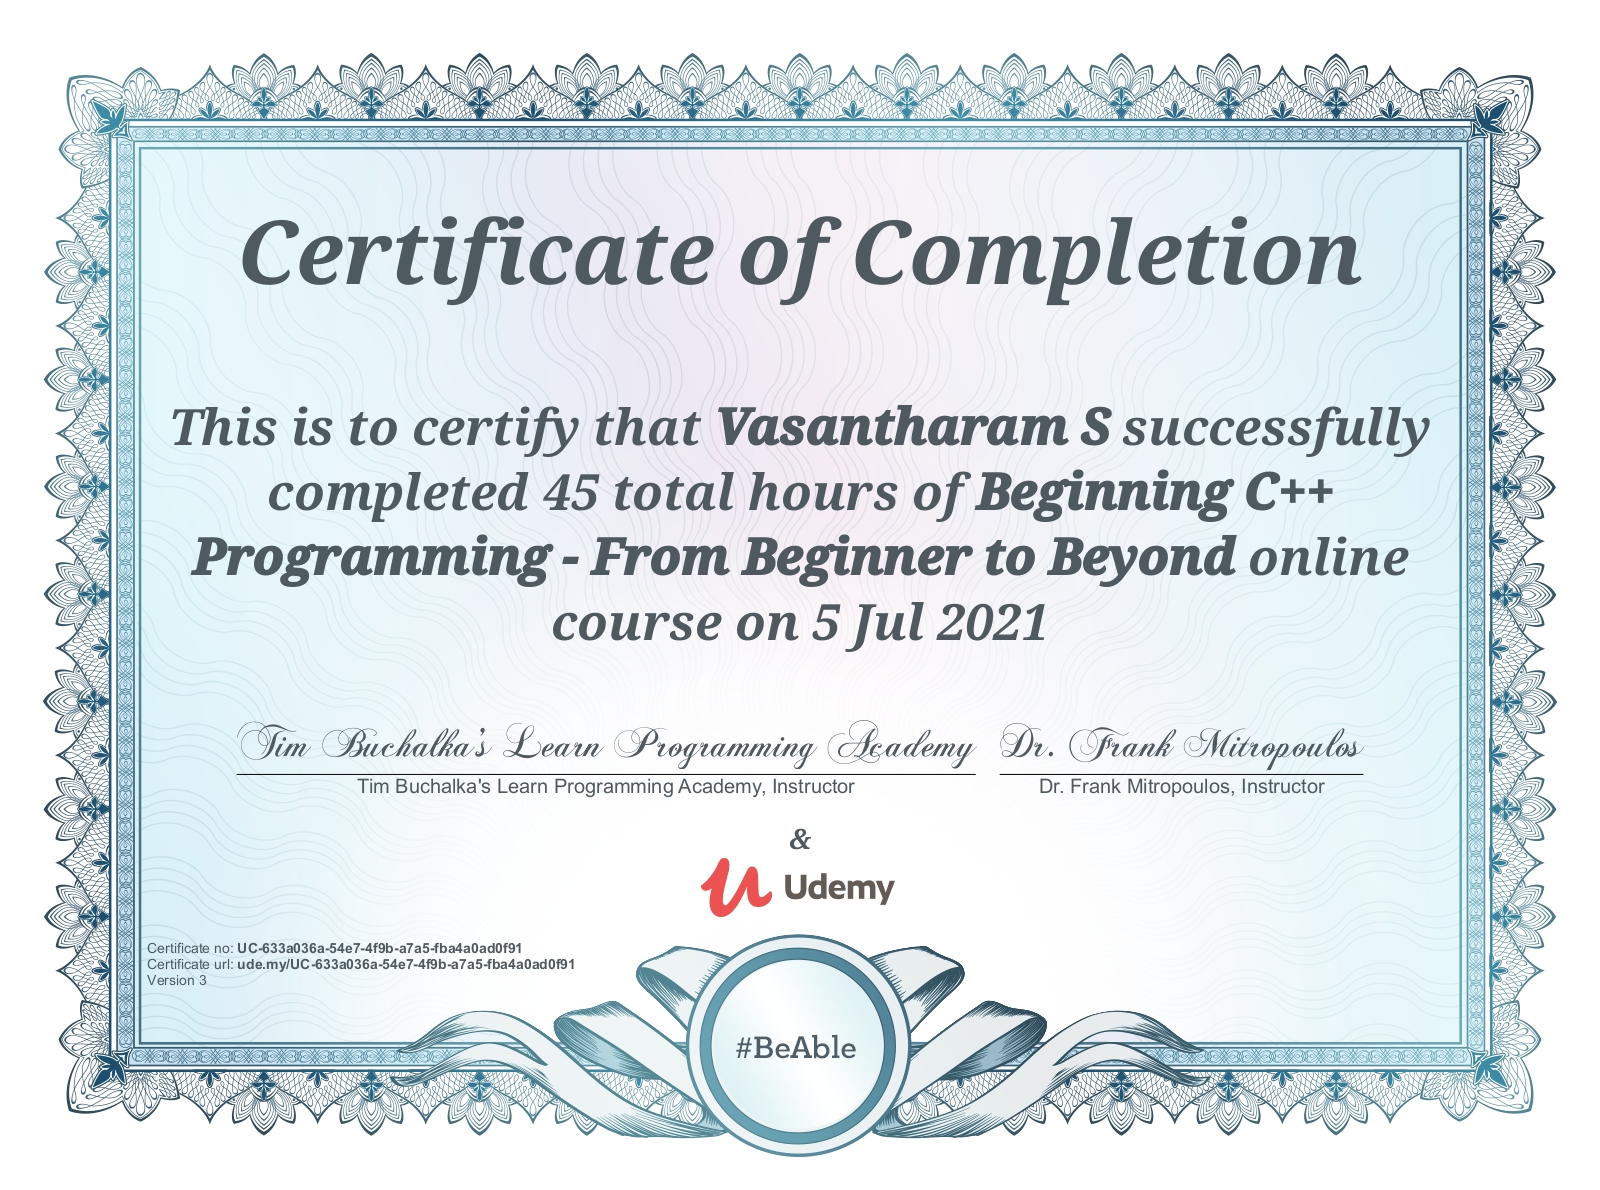 Certificate of Completion
This is to certify that Vasantharam S successfully
completed 45 total hours of Beginning C++
Programming - From Beginner to Beyond online
course on 5 Jul 2021
Tim Buchalka's Learn Programming Academy Dr. Frank Mitropoulos
Tim Buchalka's Learn Programming Academy, Instructor Dr. Frank Mitropoulos, Instructor
&
Udemy
Certificate no: UC-633a036a-54e7-4f9b-a7a5-fba4a0ad0f91
Certificate url: ude.my/UC-633a036a-54e7-4f9b-a7a5-fba4a0ad0f91
Version 3
#BeAble